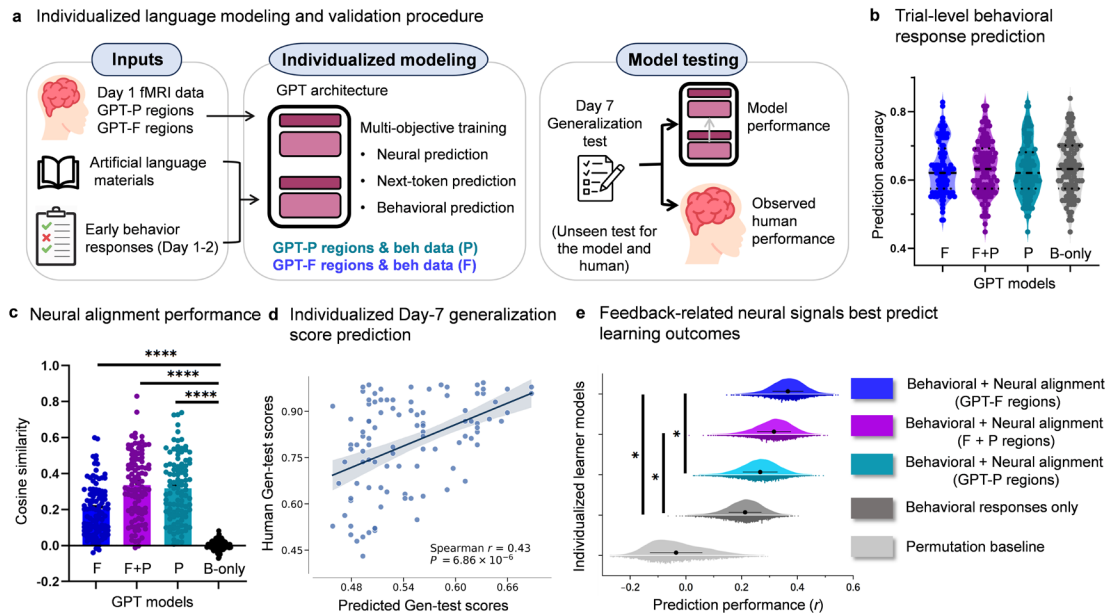 a Individualized language modeling and validation procedure
Inputs
Day 1 fMRI data
GPT-P regions
GPT-F regions
Artificial language
materials
Early behavior
responses (Day 1-2)
Individualized modeling
GPT architecture
Multi-objective training
• Neural prediction
• Next-token prediction
• Behavioral prediction
GPT-P regions & beh data (P)
GPT-F regions & beh data (F)
Model testing
Day 7
Generalization
test
(Unseen test for
the model and
human)
Model
performance
Observed
human
performance
b Trial-level behavioral
response prediction
Prediction accuracy
0.8
0.6
0.4
F F+P P B-only
GPT models
c Neural alignment performance
****
****
****
Cosine similarity
1.0
0.8
0.6
0.4
0.2
0.0
-0.2
F F+P P B-only
GPT models
d Individualized Day-7 generalization
score prediction
Human Gen-test scores
0.90
0.75
0.60
0.45
Spearman r = 0.43
P = 6.86 × 10⁻⁶
0.48 0.54 0.60 0.66
Predicted Gen-test scores
e Feedback-related neural signals best predict
learning outcomes
Individualized learner models
*
*
*
-0.2 0.0 0.2 0.4 0.6
Prediction performance (r)
Behavioral + Neural alignment
(GPT-F regions)
Behavioral + Neural alignment
(F + P regions)
Behavioral + Neural alignment
(GPT-P regions)
Behavioral responses only
Permutation baseline